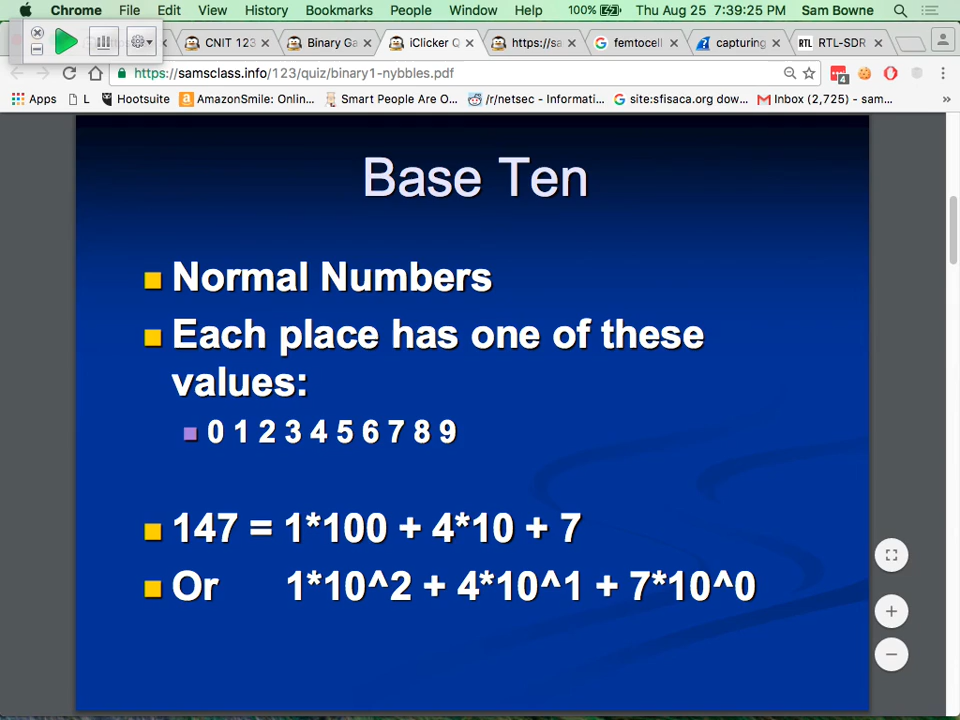 Chrome File Edit View History Bookmarks People Window Help 100% Thu Aug 25 7:39:25 PM Sam Bowne
CNIT 123 Binary Ga iClicker Q https://sa femtocell capturing RTL RTL-SDR
https://samsclass.info/123/quiz/binary1-nybbles.pdf 4
Apps L Hootsuite AmazonSmile: Onlin... Smart People Are O... /r/netsec - Informati... site:sfisaca.org dow... Inbox (2,725) - sam... »
Base Ten
Normal Numbers
Each place has one of these
values:
0 1 2 3 4 5 6 7 8 9
147 = 1*100 + 4*10 + 7
Or 1*10^2 + 4*10^1 + 7*10^0